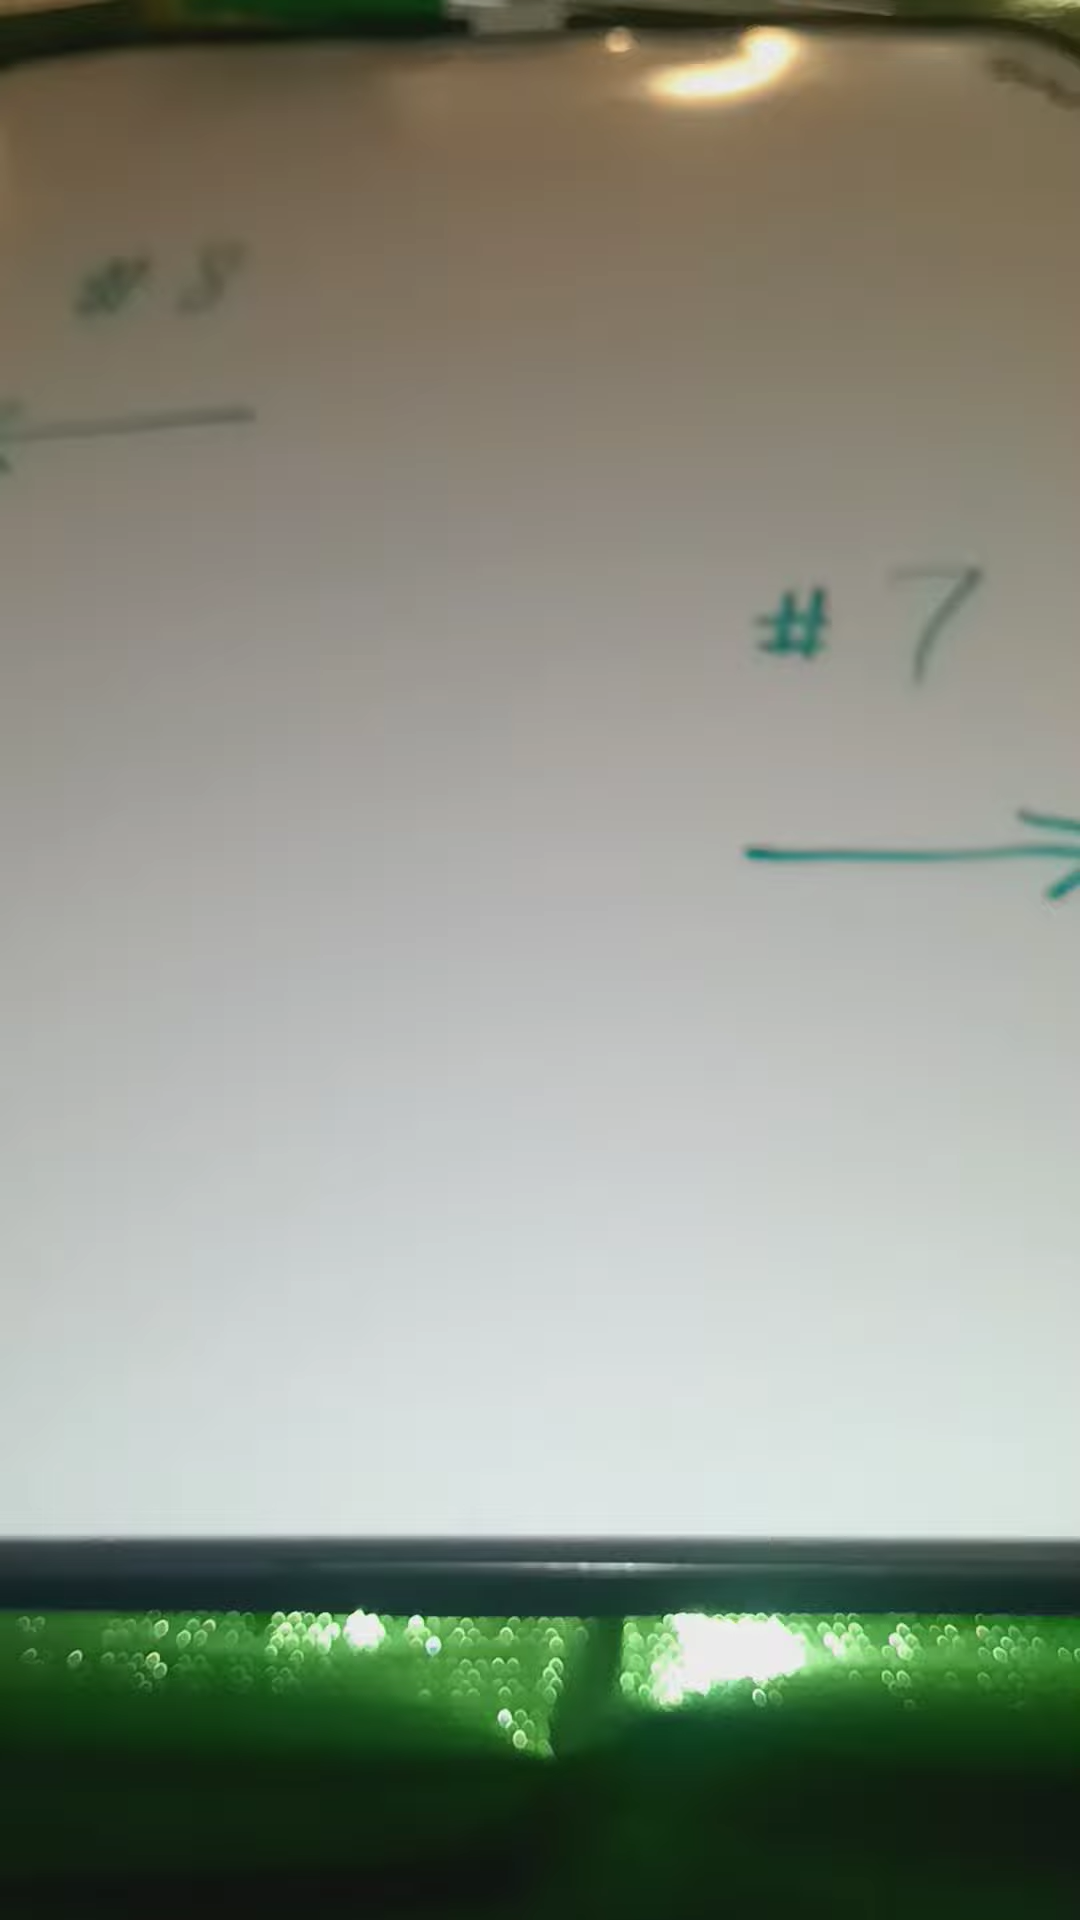 # 8
←
# 7
→